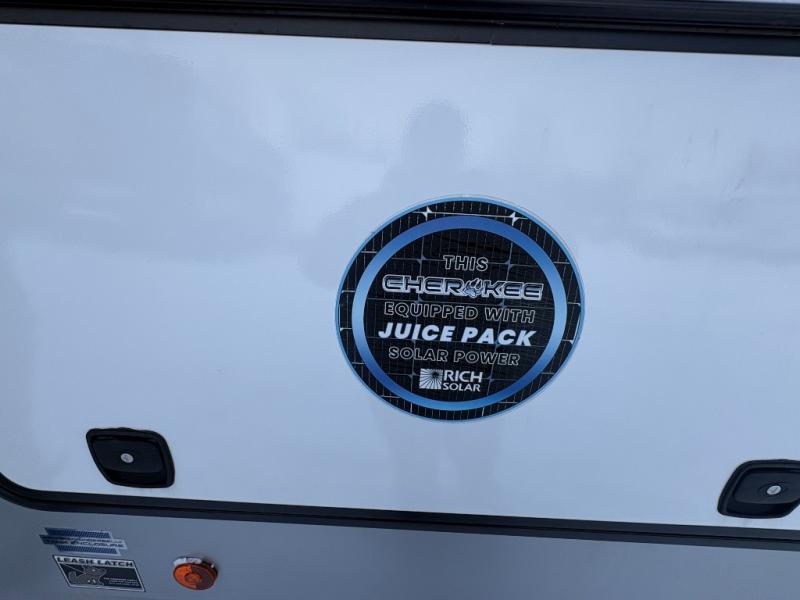 THIS
CHEROKEE
EQUIPPED WITH
JUICE PACK
SOLAR POWER
RICH
SOLAR
LEASH LATCH